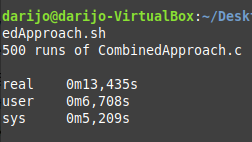 darijo@darijo-VirtualBox:~/Desk
edApproach.sh
500 runs of CombinedApproach.c

real 0m13,435s
user 0m6,708s
sys 0m5,209s